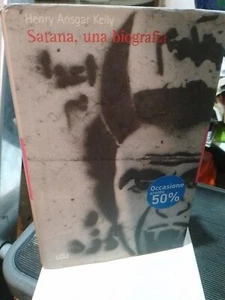 Henry Ansgar Kelly
Satana, una biografia
Occasione
50%